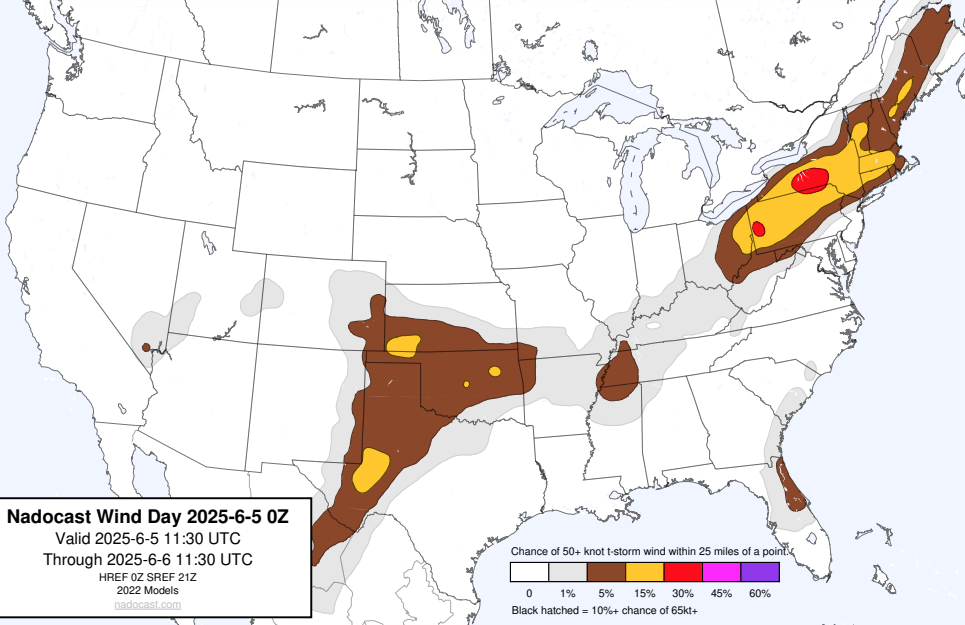 Nadocast Wind Day 2025-6-5 0Z
Valid 2025-6-5 11:30 UTC
Through 2025-6-6 11:30 UTC
HREF 0Z SREF 21Z
2022 Models
nadocast.com
Chance of 50+ knot t-storm wind within 25 miles of a point.
0 1% 5% 15% 30% 45% 60%
Black hatched = 10%+ chance of 65kt+